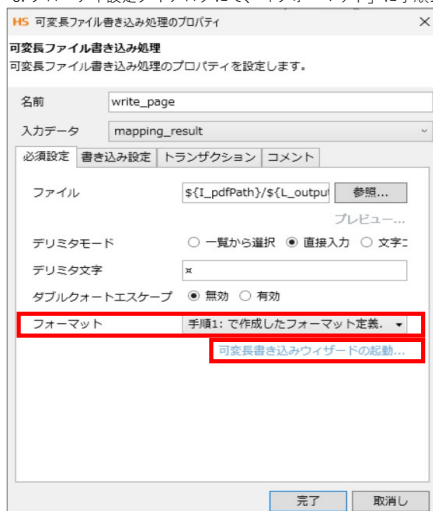 HS 可変長ファイル書き込み処理のプロパティ ×
可変長ファイル書き込み処理
可変長ファイル書き込み処理のプロパティを設定します。
名前 write_page
入力データ mapping_result
必須設定 書き込み設定 トランザクション コメント
ファイル ${I_pdfPath}/${L_output 参照...
プレビュー...
デリミタモード 一覧から選択 直接入力 文字コ
デリミタ文字 ¤
ダブルクォートエスケープ 無効 有効
フォーマット 手順1: で作成したフォーマット定義.
可変長書き込みウィザードの起動...
完了 取消し